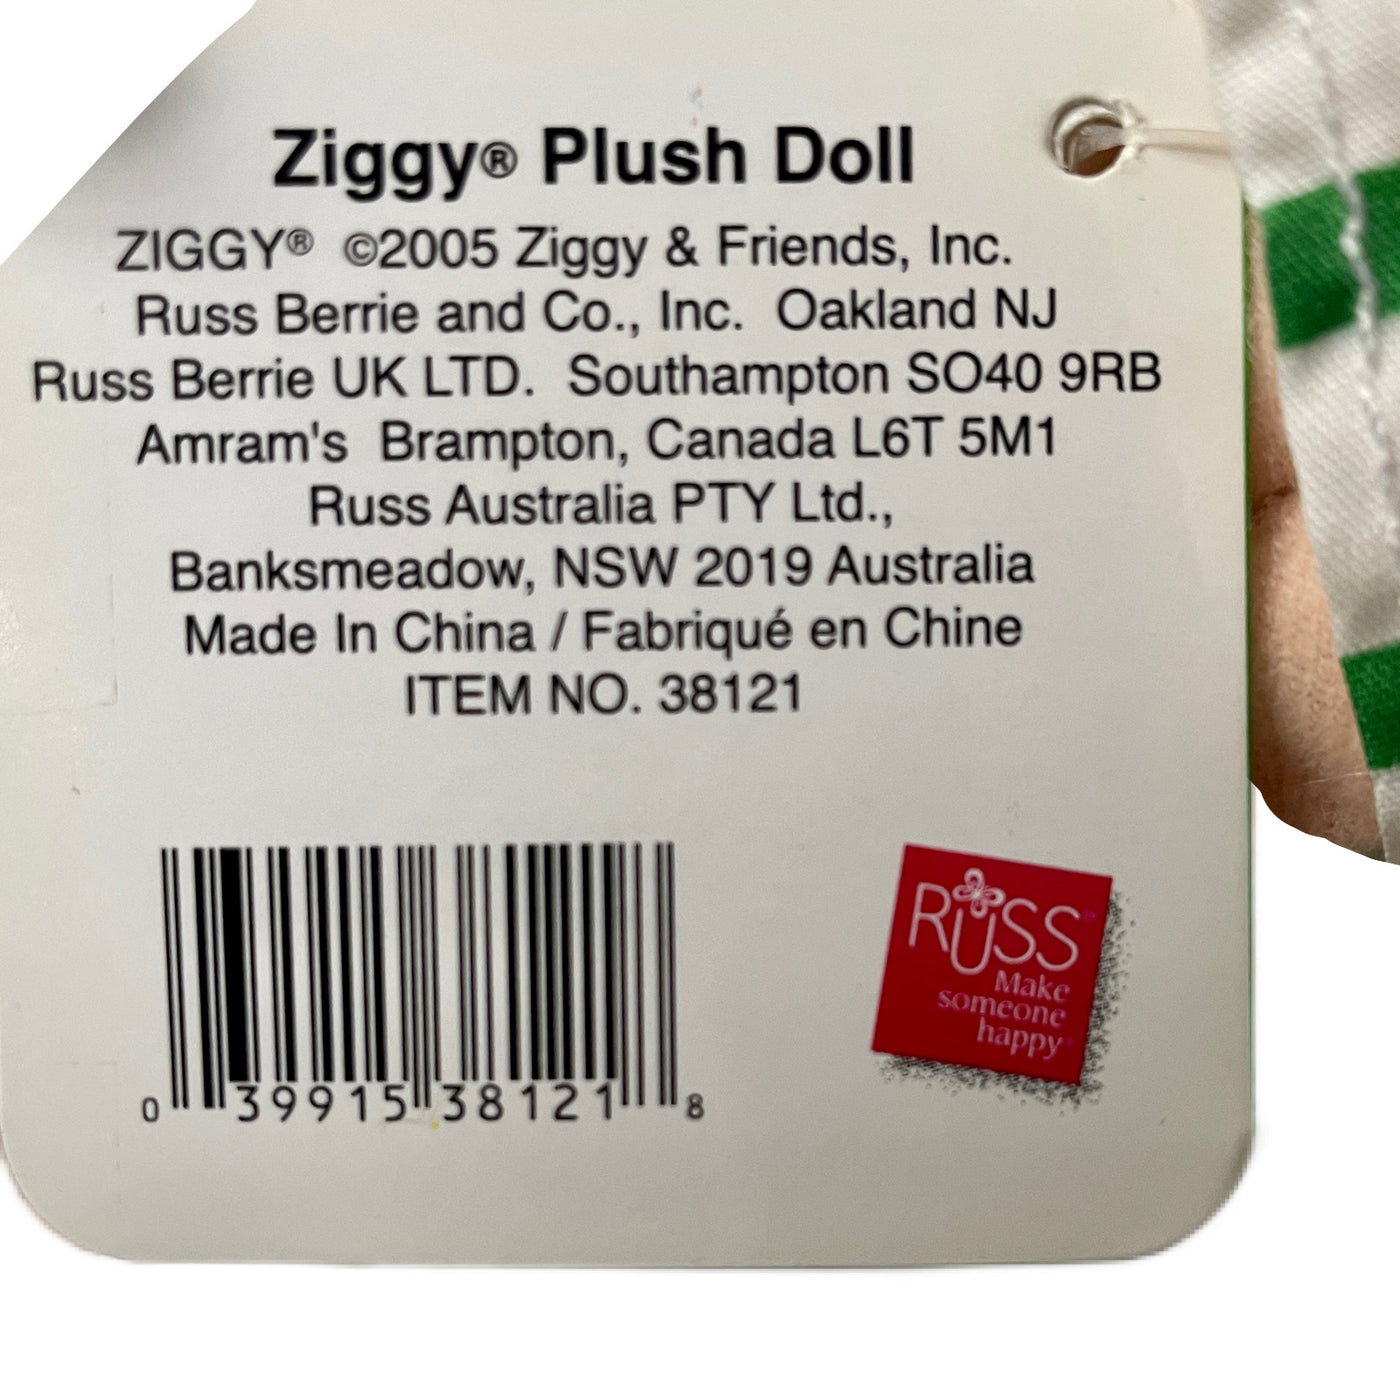 Ziggy® Plush Doll
ZIGGY® ©2005 Ziggy & Friends, Inc.
Russ Berrie and Co., Inc. Oakland NJ
Russ Berrie UK LTD. Southampton SO40 9RB
Amram's Brampton, Canada L6T 5M1
Russ Australia PTY Ltd.,
Banksmeadow, NSW 2019 Australia
Made In China / Fabriqué en Chine
ITEM NO. 38121
0 39915 38121 8
RUSS
Make
someone
happy